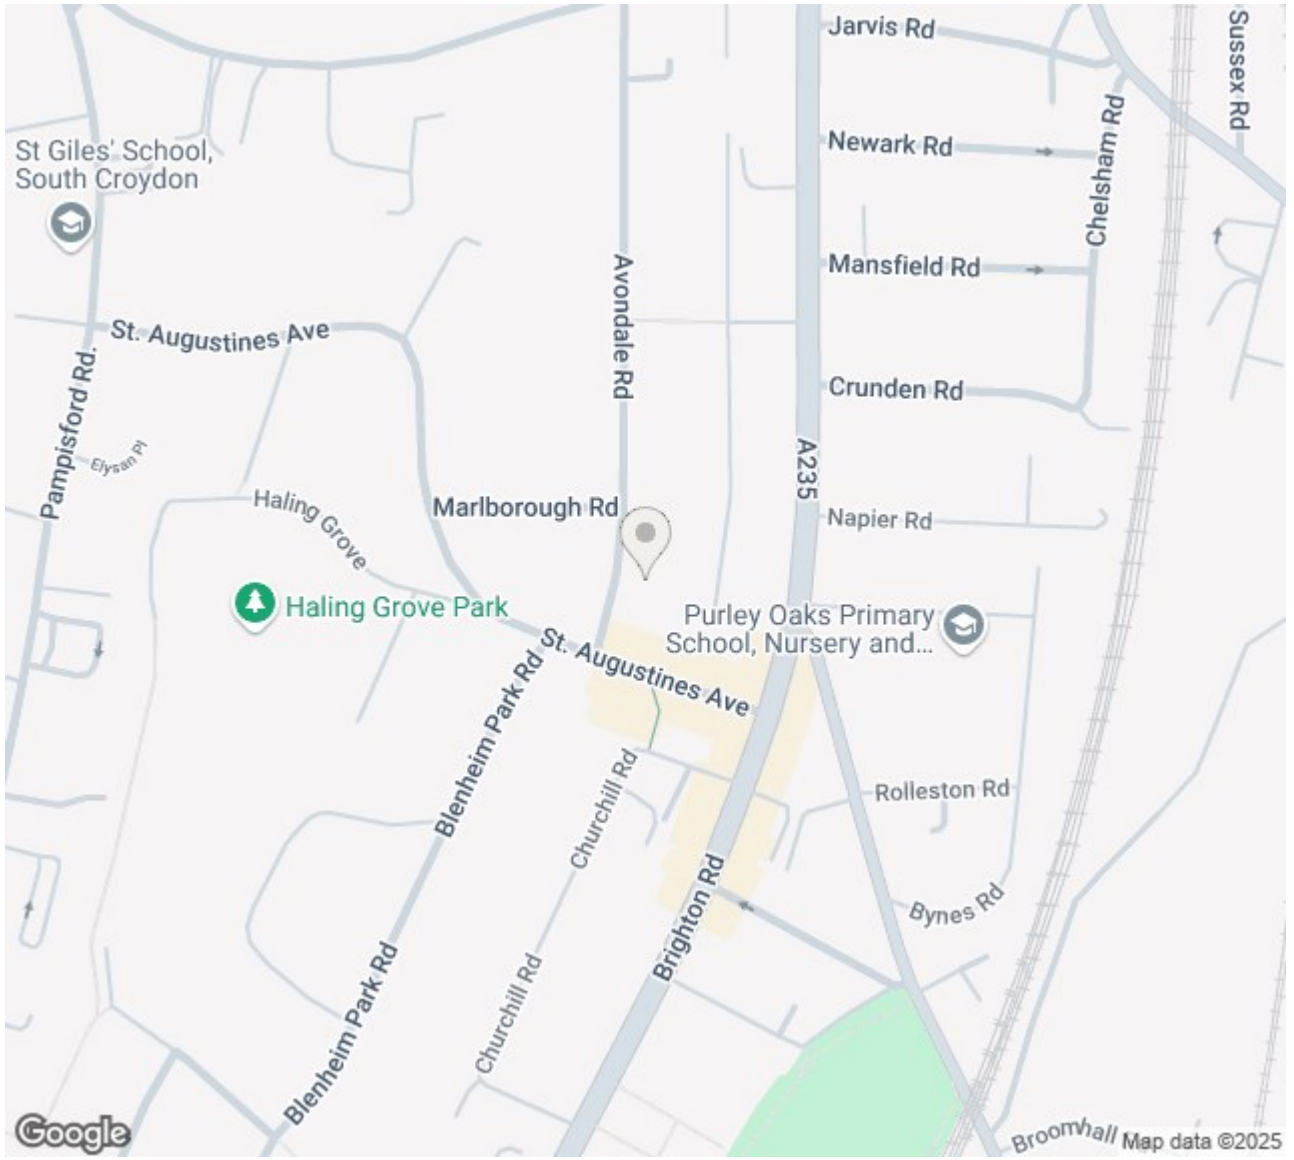 Jarvis Rd
Sussex Rd
Newark Rd
Chelsham Rd
St Giles' School,
South Croydon
Mansfield Rd
Avondale Rd
St. Augustines Ave
Pampisford Rd.
Crunden Rd
A235
Elysan Pl
Haling Grove
Marlborough Rd
Napier Rd
Haling Grove Park
Purley Oaks Primary
School, Nursery and...
St. Augustines Ave
Blenheim Park Rd
Churchill Rd
Rolleston Rd
Bynes Rd
Brighton Rd
Blenheim Park Rd
Churchill Rd
Broomhall
Google
Map data ©2025